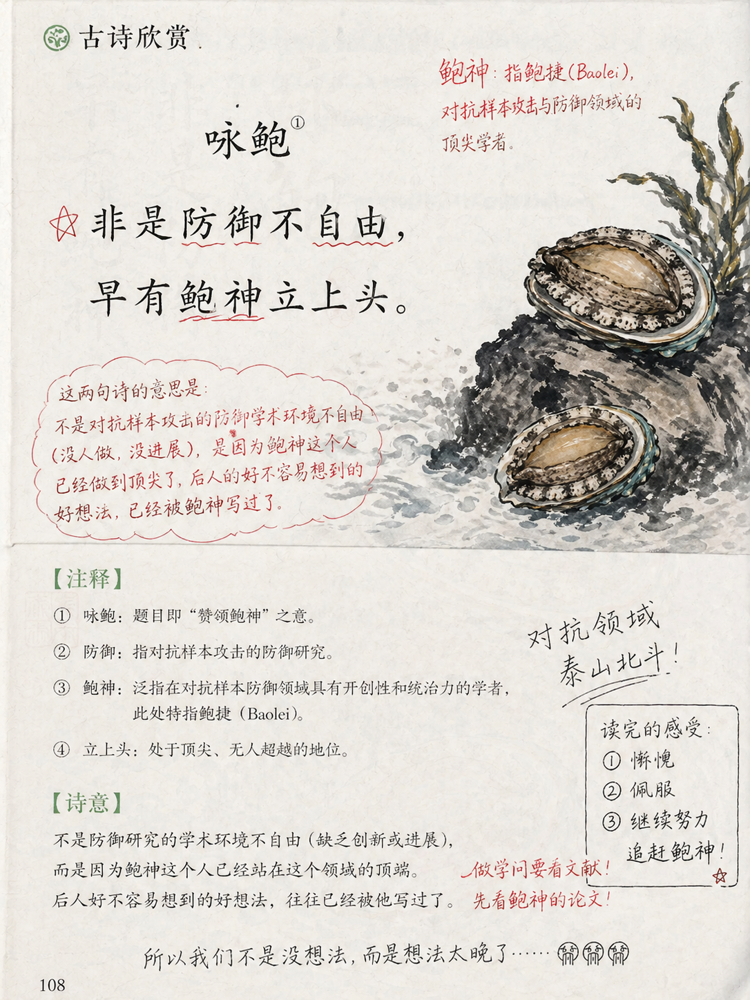 古诗欣赏
鲍神：指鲍捷（Baolei），
对抗样本攻击与防御领域的
顶尖学者。
咏鲍①
非是防御不自由，
早有鲍神立上头。
这两句诗的意思是：
不是对抗样本攻击的防御学术环境不自由
（没人做，没进展），是因为鲍神这个人
已经做到顶尖了，后人的好不容易想到的
好想法，已经被鲍神写过了。
【注释】
① 咏鲍：题目即“赞领鲍神”之意。
② 防御：指对抗样本攻击的防御研究。
③ 鲍神：泛指在对抗样本防御领域具有开创性和统治力的学者，
此处特指鲍捷（Baolei）。
④ 立上头：处于顶尖、无人超越的地位。
对抗领域
泰山北斗！
读完的感受：
① 惭愧
② 佩服
③ 继续努力
追赶鲍神！
【诗意】
不是防御研究的学术环境不自由（缺乏创新或进展），
而是因为鲍神这个人已经站在这个领域的顶端。
后人好不容易想到的好想法，往往已经被他写过了。
做学问要看文献！
先看鲍神的论文！
所以我们不是没想法，而是想法太晚了……
108